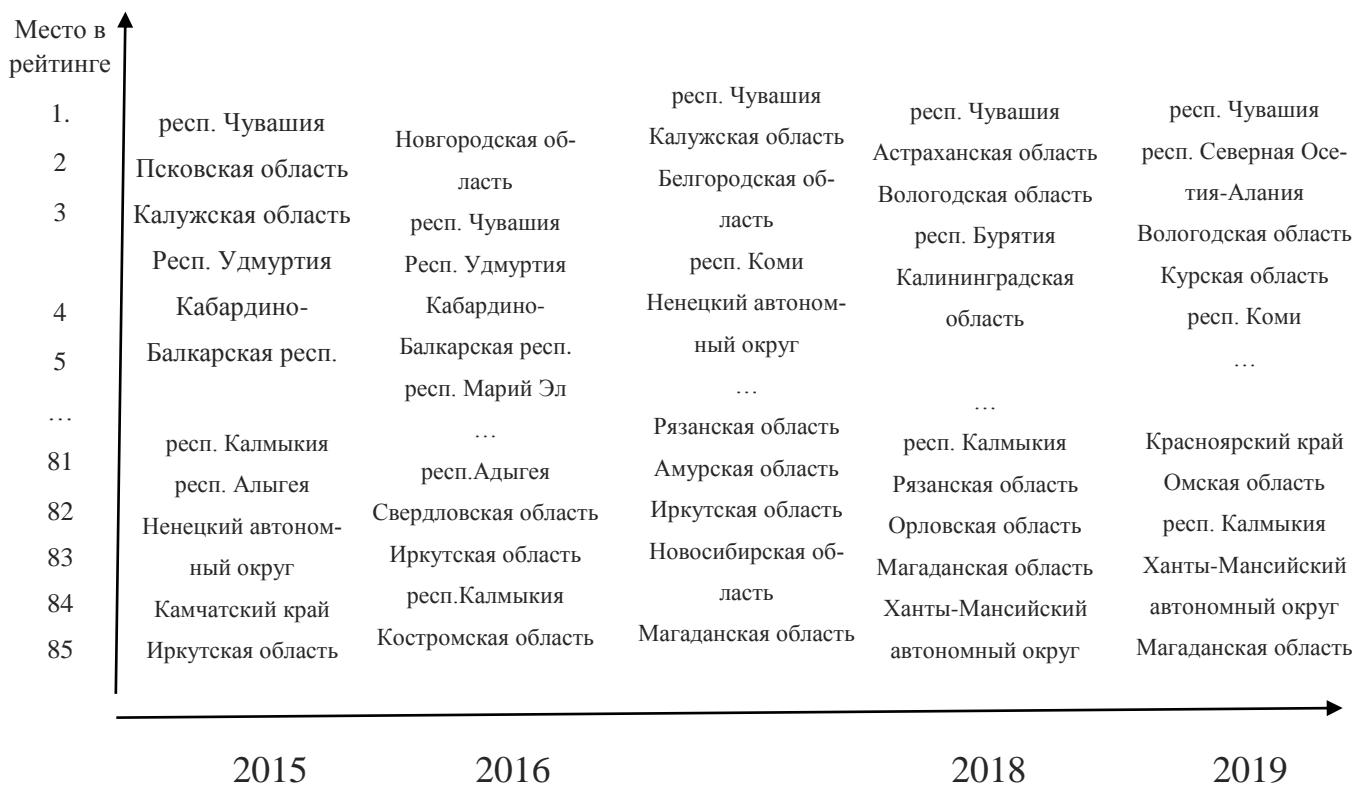 Место в
рейтинге
1.
2
3
4
5
…
81
82
83
84
85
респ. Чувашия
Псковская область
Калужская область
Респ. Удмуртия
Кабардино-
Балкарская респ.
респ. Калмыкия
респ. Алыгея
Ненецкий автоном-
ный округ
Камчатский край
Иркутская область
Новгородская об-
ласть
респ. Чувашия
Респ. Удмуртия
Кабардино-
Балкарская респ.
респ. Марий Эл
…
респ.Адыгея
Свердловская область
Иркутская область
респ.Калмыкия
Костромская область
респ. Чувашия
Калужская область
Белгородская об-
ласть
респ. Коми
Ненецкий автоном-
ный округ
…
Рязанская область
Амурская область
Иркутская область
Новосибирская об-
ласть
Магаданская область
респ. Чувашия
Астраханская область
Вологодская область
респ. Бурятия
Калининградская
область
…
респ. Калмыкия
Рязанская область
Орловская область
Магаданская область
Ханты-Мансийский
автономный округ
респ. Чувашия
респ. Северная Осе-
тия-Алания
Вологодская область
Курская область
респ. Коми
…
Красноярский край
Омская область
респ. Калмыкия
Ханты-Мансийский
автономный округ
Магаданская область
2015
2016
2018
2019